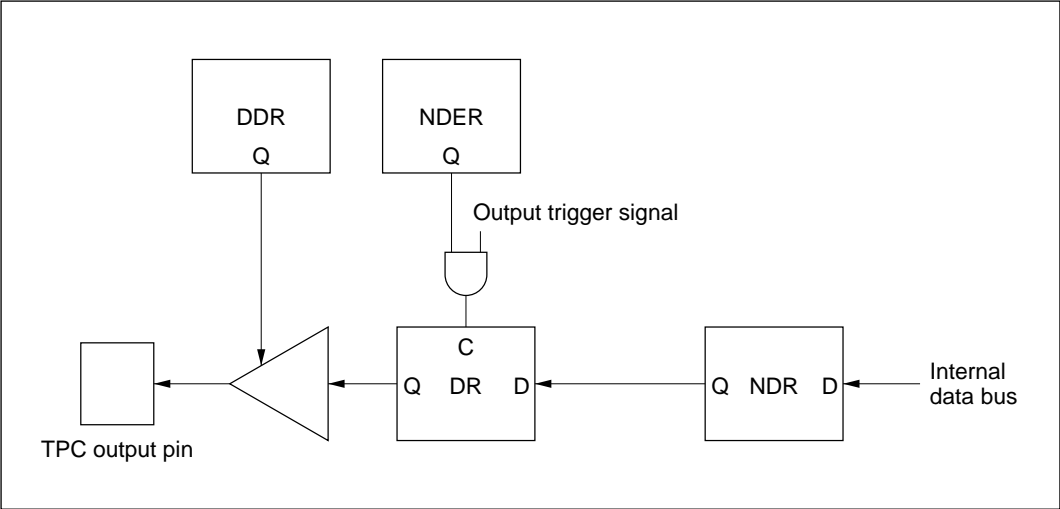 DDR
Q
NDER
Q
Output trigger signal
C
Q DR D
Q NDR D
Internal
data bus
TPC output pin